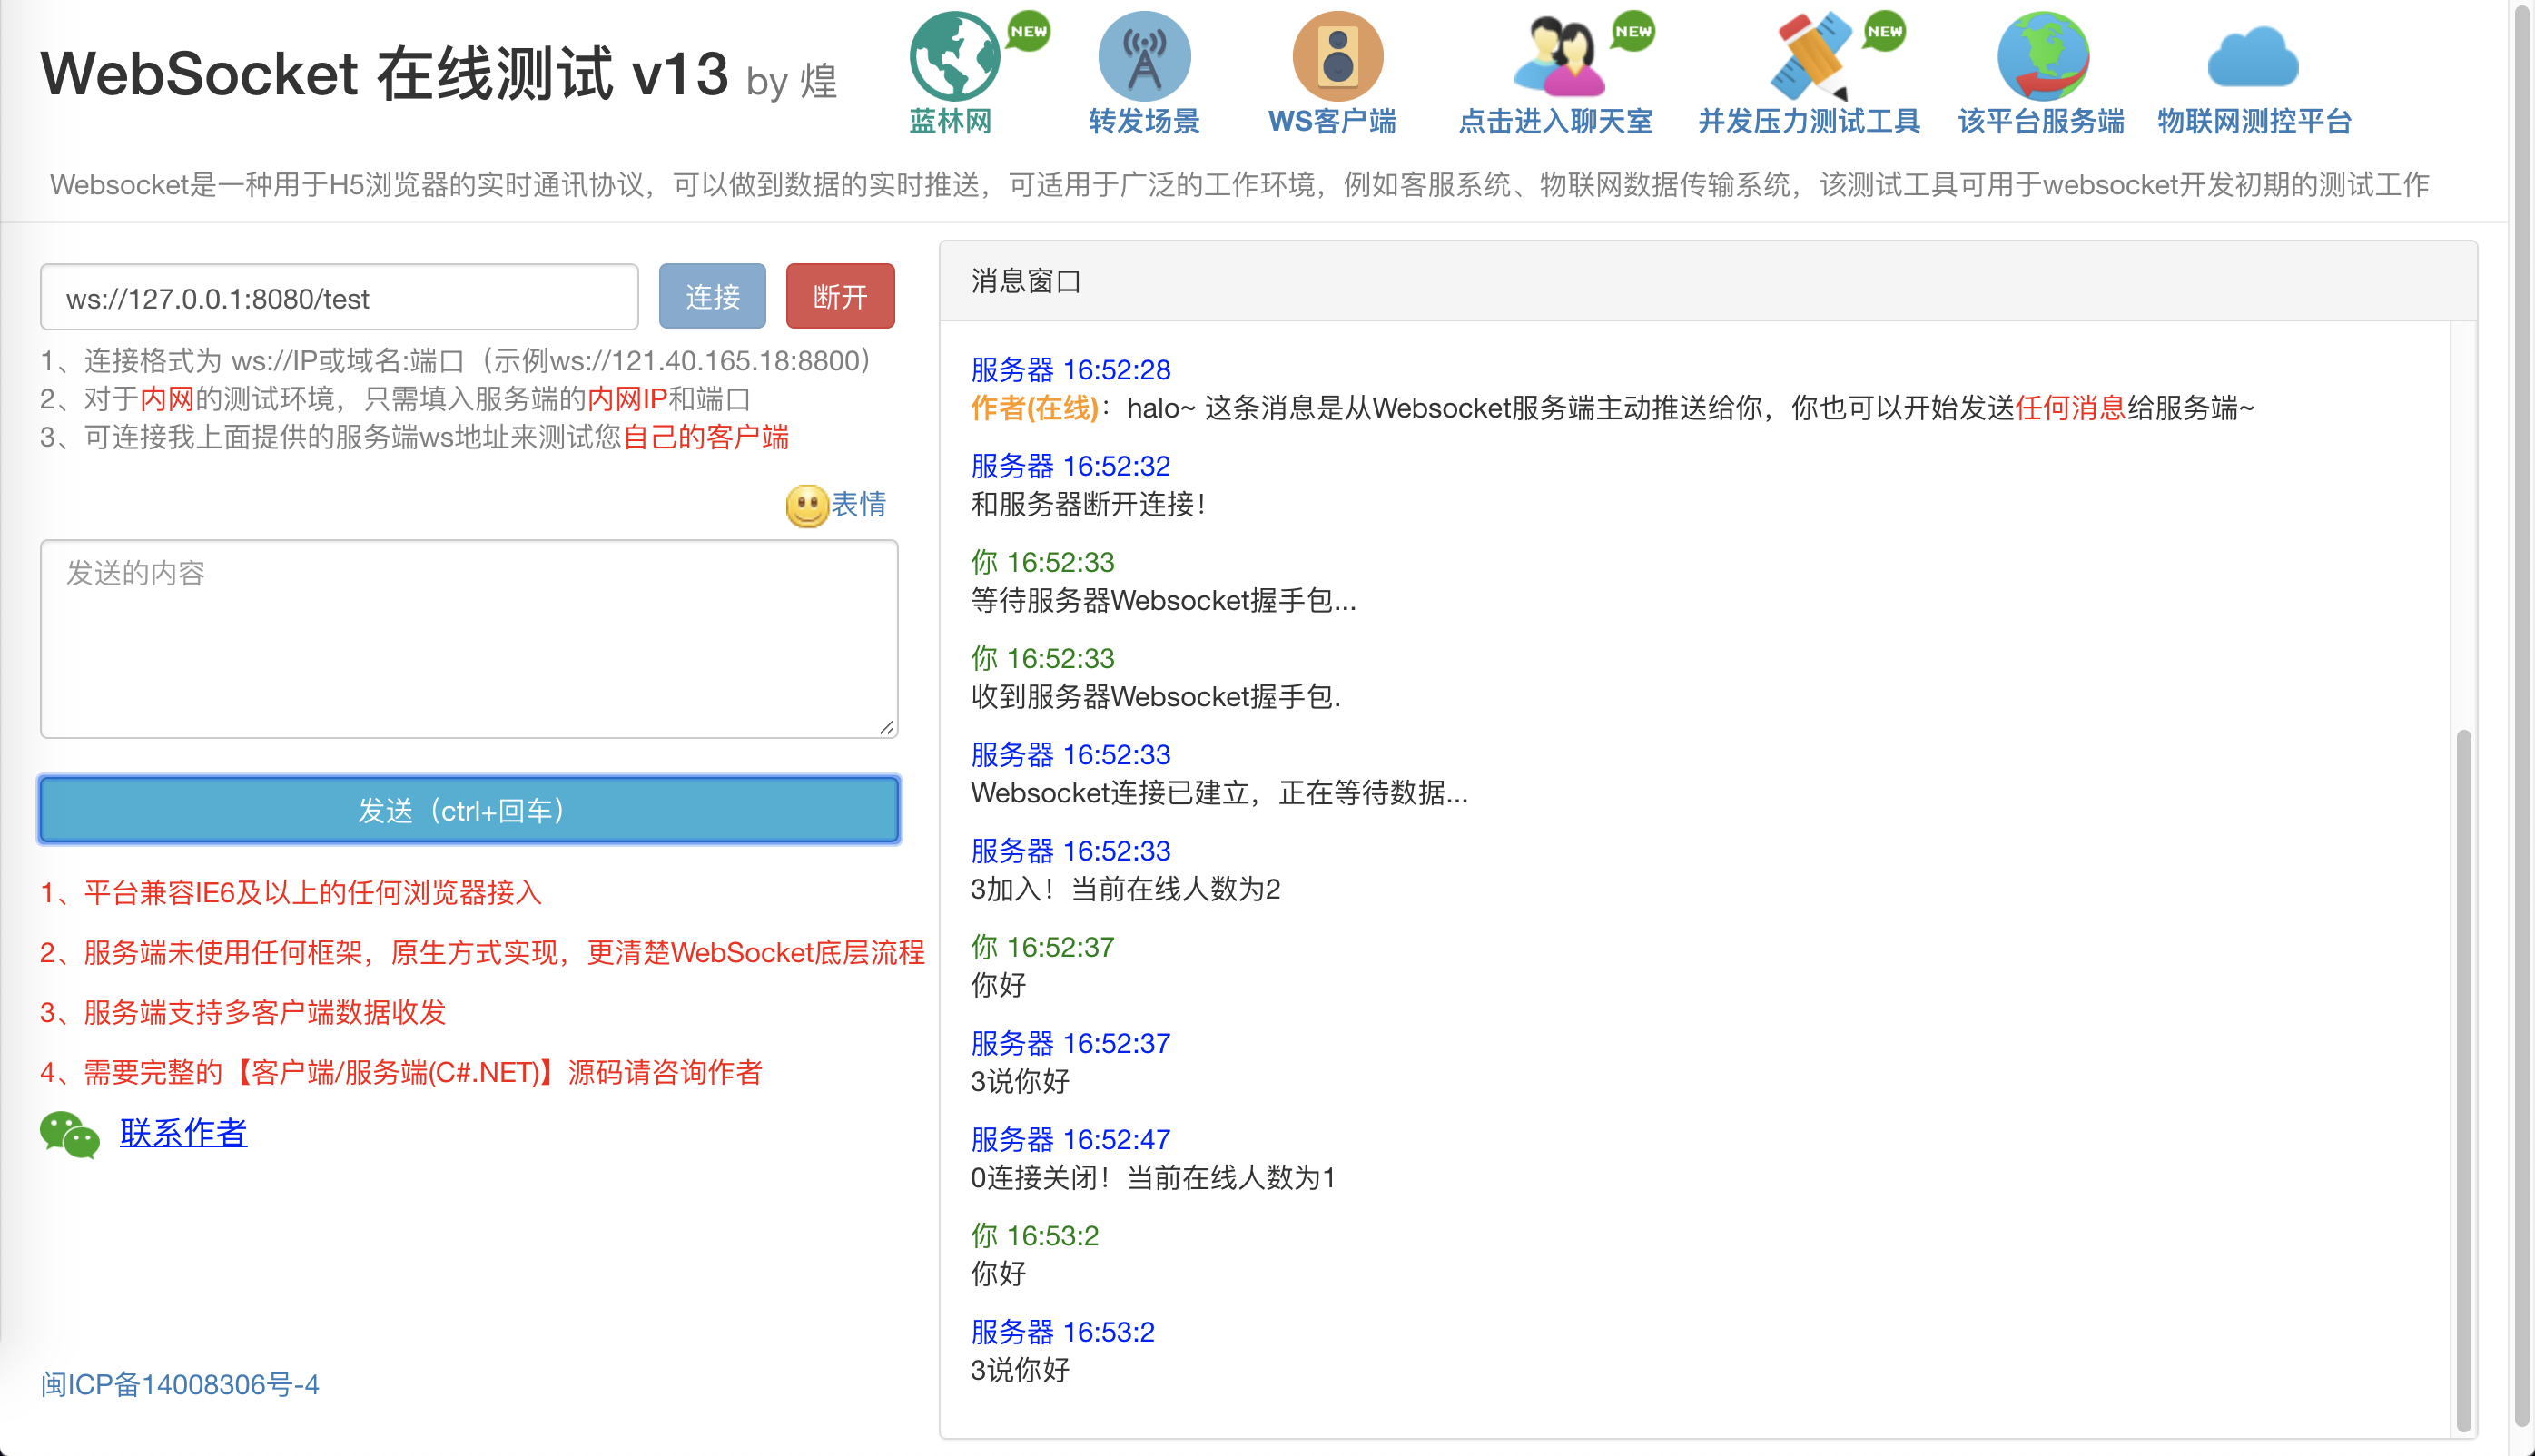 WebSocket 在线测试 v13 by 煌
NEW
NEW
NEW
蓝林网
转发场景
WS客户端
点击进入聊天室
并发压力测试工具
该平台服务端
物联网测控平台
Websocket是一种用于H5浏览器的实时通讯协议，可以做到数据的实时推送，可适用于广泛的工作环境，例如客服系统、物联网数据传输系统，该测试工具可用于websocket开发初期的测试工作
ws://127.0.0.1:8080/test
连接
断开
1、连接格式为 ws://IP或域名:端口（示例ws://121.40.165.18:8800）
2、对于内网的测试环境，只需填入服务端的内网IP和端口
3、可连接我上面提供的服务端ws地址来测试您自己的客户端
表情
发送的内容
发送（ctrl+回车）
1、平台兼容IE6及以上的任何浏览器接入
2、服务端未使用任何框架，原生方式实现，更清楚WebSocket底层流程
3、服务端支持多客户端数据收发
4、需要完整的【客户端/服务端(C#.NET)】源码请咨询作者
联系作者
闽ICP备14008306号-4
消息窗口
服务器 16:52:28
作者(在线)：halo~ 这条消息是从Websocket服务端主动推送给你，你也可以开始发送任何消息给服务端~
服务器 16:52:32
和服务器断开连接！
你 16:52:33
等待服务器Websocket握手包...
你 16:52:33
收到服务器Websocket握手包.
服务器 16:52:33
Websocket连接已建立，正在等待数据...
服务器 16:52:33
3加入！当前在线人数为2
你 16:52:37
你好
服务器 16:52:37
3说你好
服务器 16:52:47
0连接关闭！当前在线人数为1
你 16:53:2
你好
服务器 16:53:2
3说你好